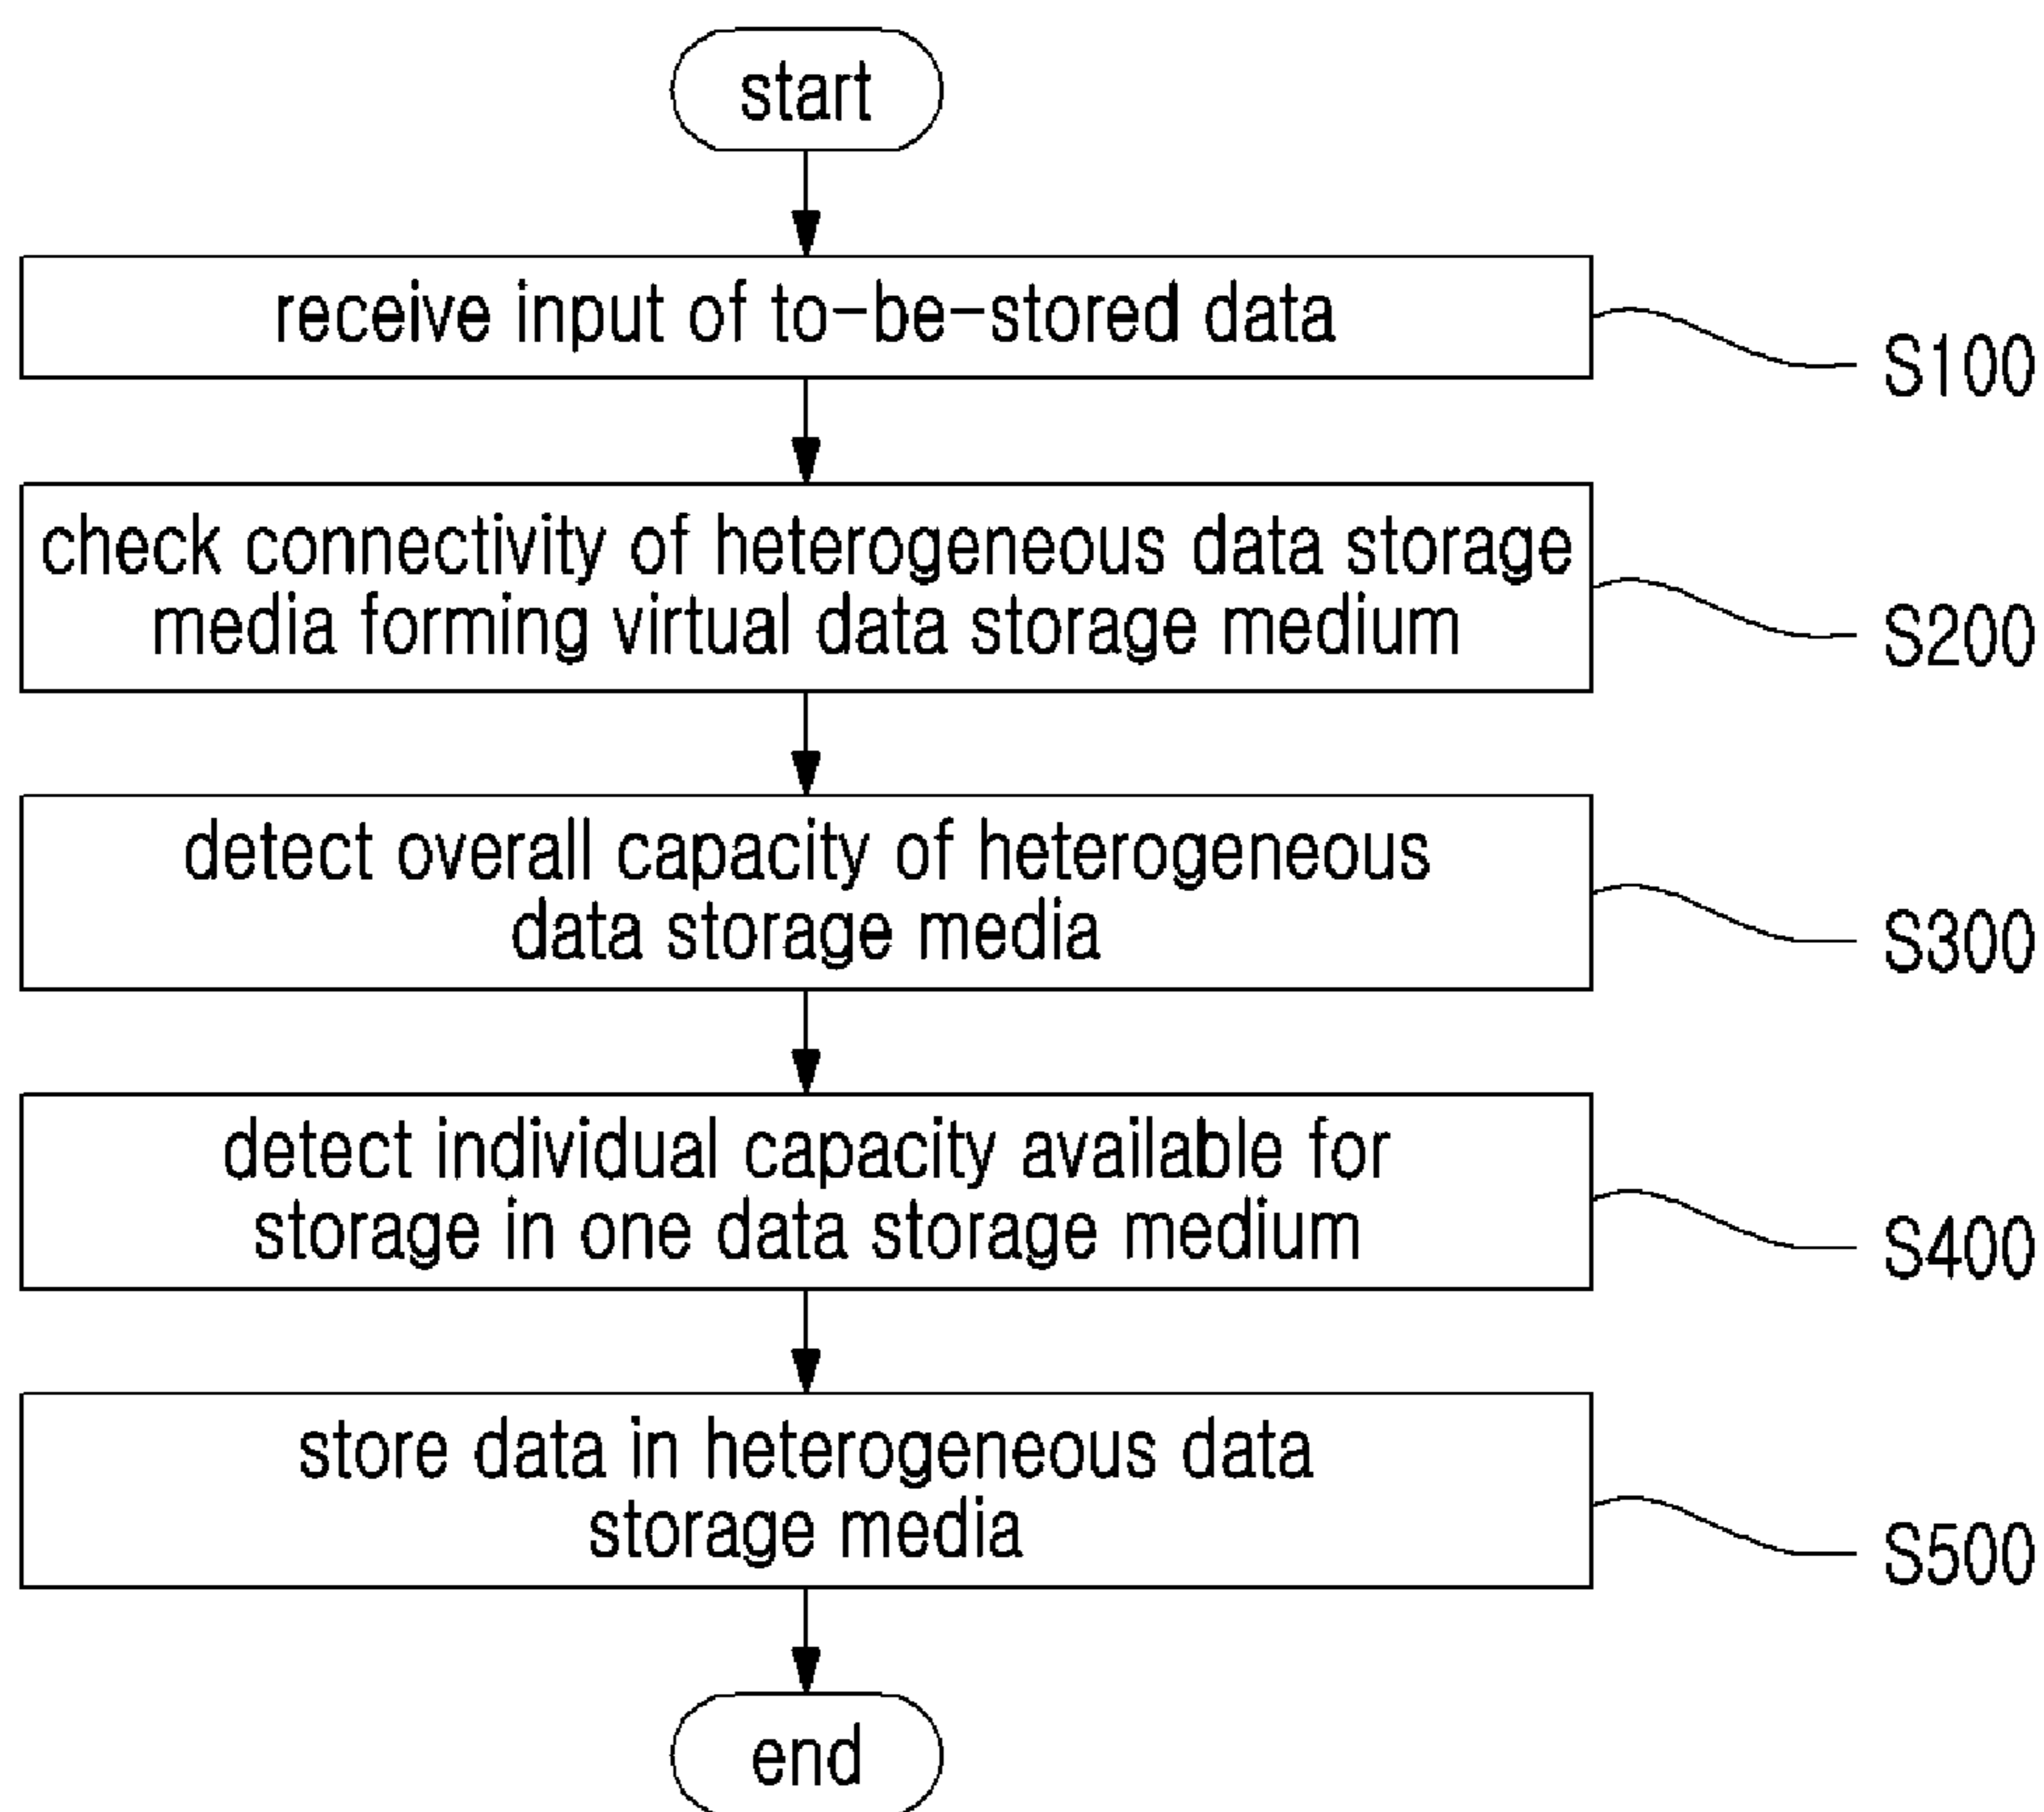 start
receive input of to-be-stored data
S100
check connectivity of heterogeneous data storage
media forming virtual data storage medium
S200
detect overall capacity of heterogeneous
data storage media
S300
detect individual capacity available for
storage in one data storage medium
S400
store data in heterogeneous data
storage media
S500
end